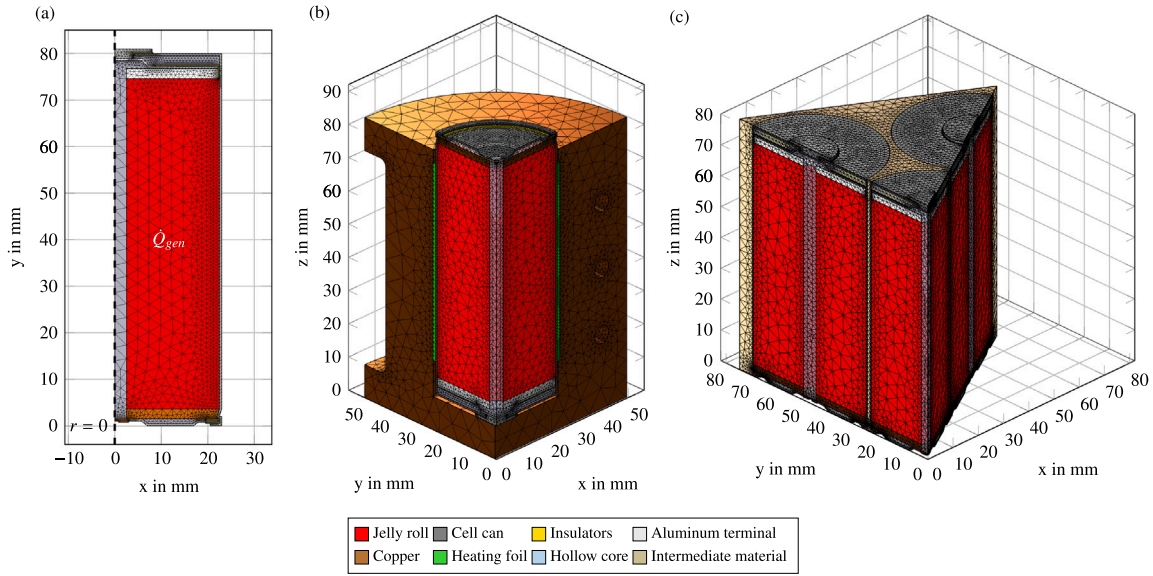 (a)
80
70
60
50
40
30
20
10
0
y in mm
Q̇gen
r = 0
−10 0 10 20 30
x in mm
(b)
90
80
70
60
50
40
30
20
10
0
z in mm
50 40 30 20 10 0
y in mm
0 10 20 30 40 50
x in mm
(c)
80
70
60
50
40
30
20
10
0
z in mm
80 70 60 50 40 30 20 10 0
y in mm
0 10 20 30 40 50 60 70 80
x in mm
Jelly roll Cell can Insulators Aluminum terminal
Copper Heating foil Hollow core Intermediate material